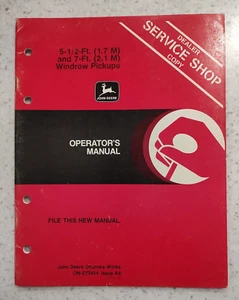 5-1/2-Ft. (1.7 M)
and 7-Ft. (2.1 M)
Windrow Pickups
DEALER
SERVICE SHOP
COPY
JOHN DEERE
OPERATOR'S
MANUAL
FILE THIS NEW MANUAL
John Deere Ottumwa Works
Issue